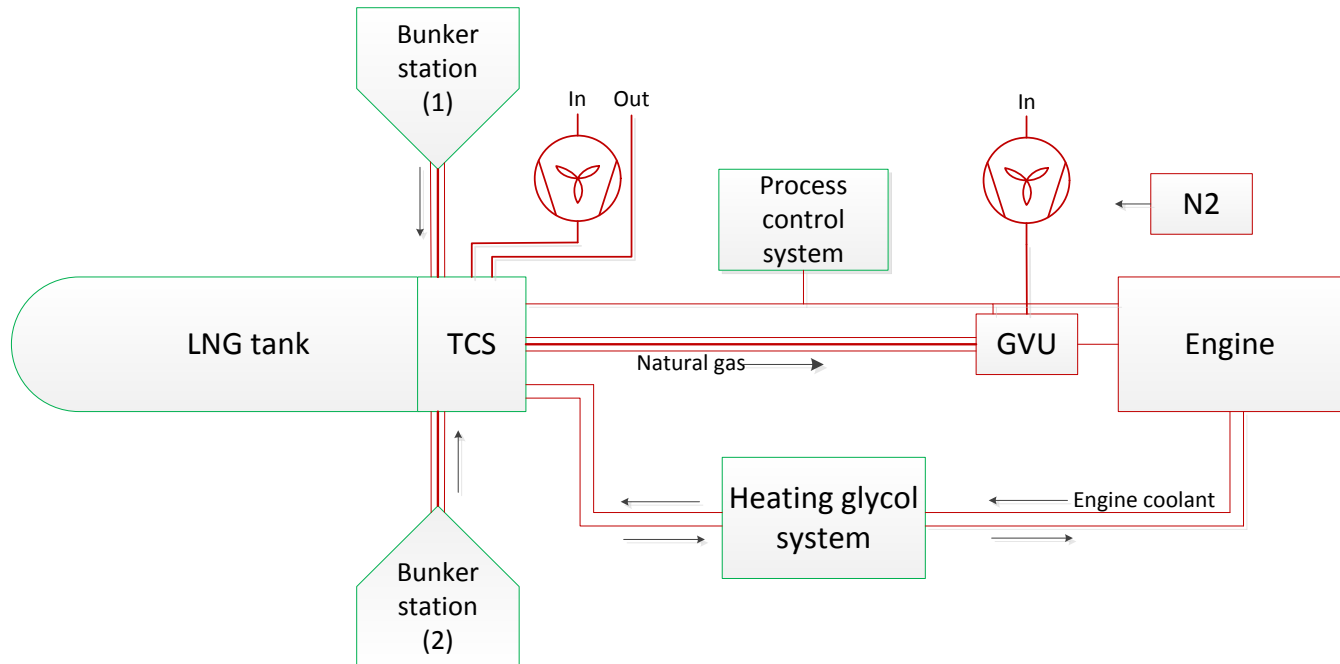 Bunker
station
(1)
In
Out
In
Process
control
system
N2
LNG tank
TCS
Natural gas
GVU
Engine
Heating glycol
system
Engine coolant
Bunker
station
(2)